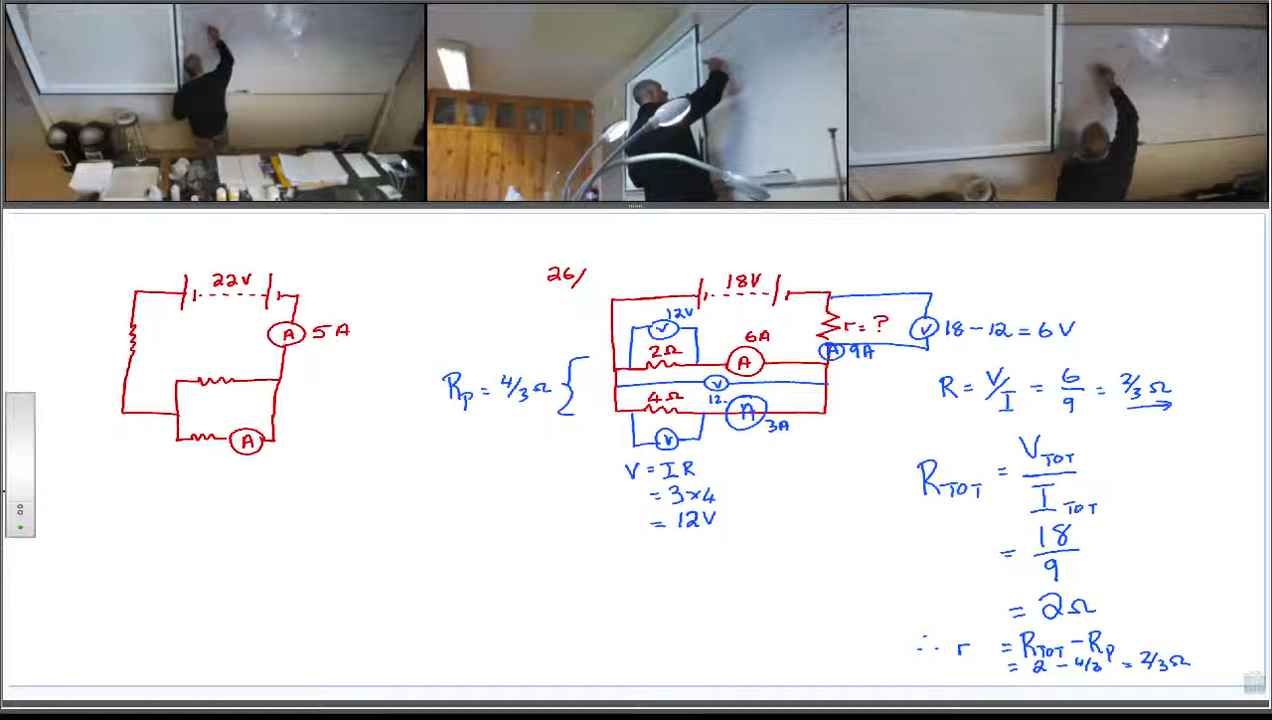 22V
A 5A
A
26/
18V
12V
V
2Ω
6A
A
r = ?
A 9A
V 18 - 12 = 6V
Rp = 4/3 Ω
V
12
4Ω
A
3A
V
V = IR
= 3×4
= 12V
R = V/I = 6/9 = 2/3 Ω
RTOT = VTOT / ITOT
= 18/9
= 2Ω
∴ r = RTOT - Rp
= 2 - 4/3 = 2/3 Ω